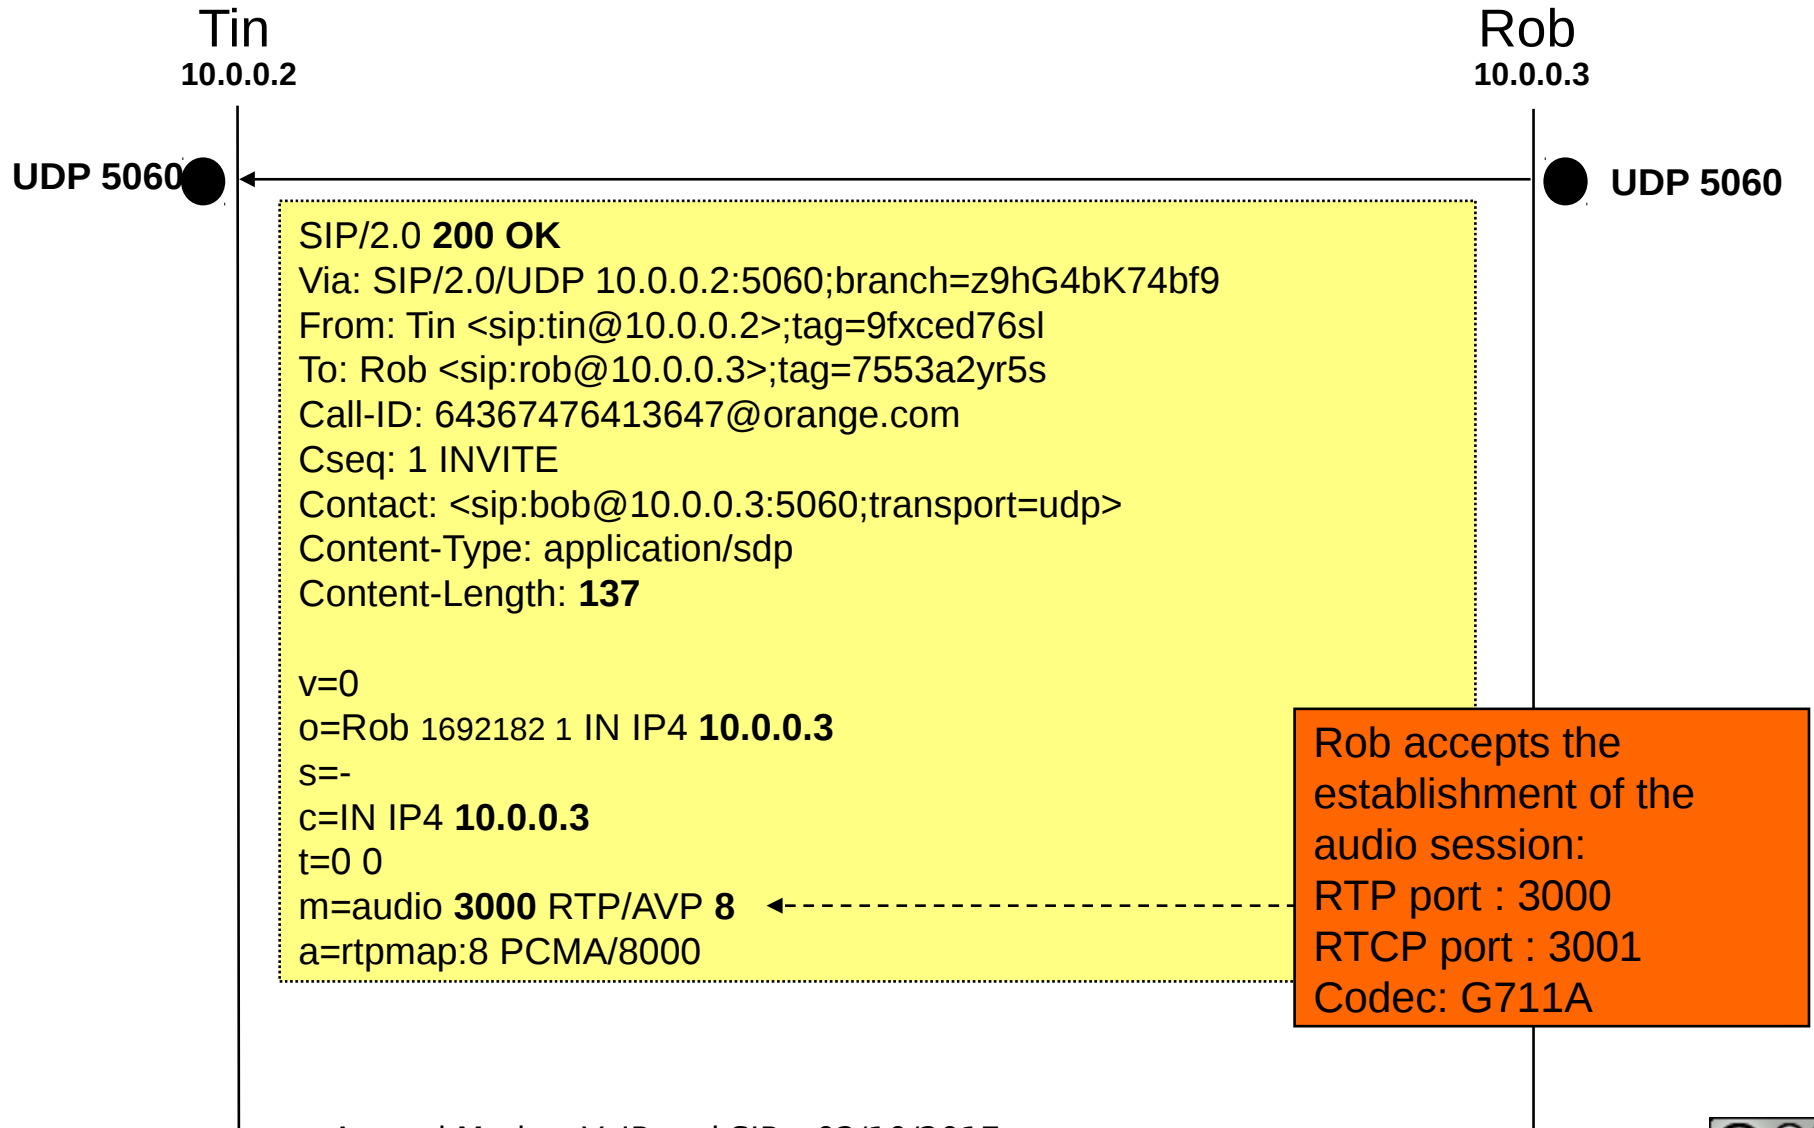 Tin
10.0.0.2
Rob
10.0.0.3
UDP 5060
UDP 5060
SIP/2.0 200 OK
Via: SIP/2.0/UDP 10.0.0.2:5060;branch=z9hG4bK74bf9
From: Tin <sip:tin@10.0.0.2>;tag=9fxced76sl
To: Rob <sip:rob@10.0.0.3>;tag=7553a2yr5s
Call-ID: 64367476413647@orange.com
Cseq: 1 INVITE
Contact: <sip:bob@10.0.0.3:5060;transport=udp>
Content-Type: application/sdp
Content-Length: 137
v=0
o=Rob 1692182 1 IN IP4 10.0.0.3
s=-
c=IN IP4 10.0.0.3
t=0 0
m=audio 3000 RTP/AVP 8
a=rtpmap:8 PCMA/8000
Rob accepts the
establishment of the
audio session:
RTP port : 3000
RTCP port : 3001
Codec: G711A